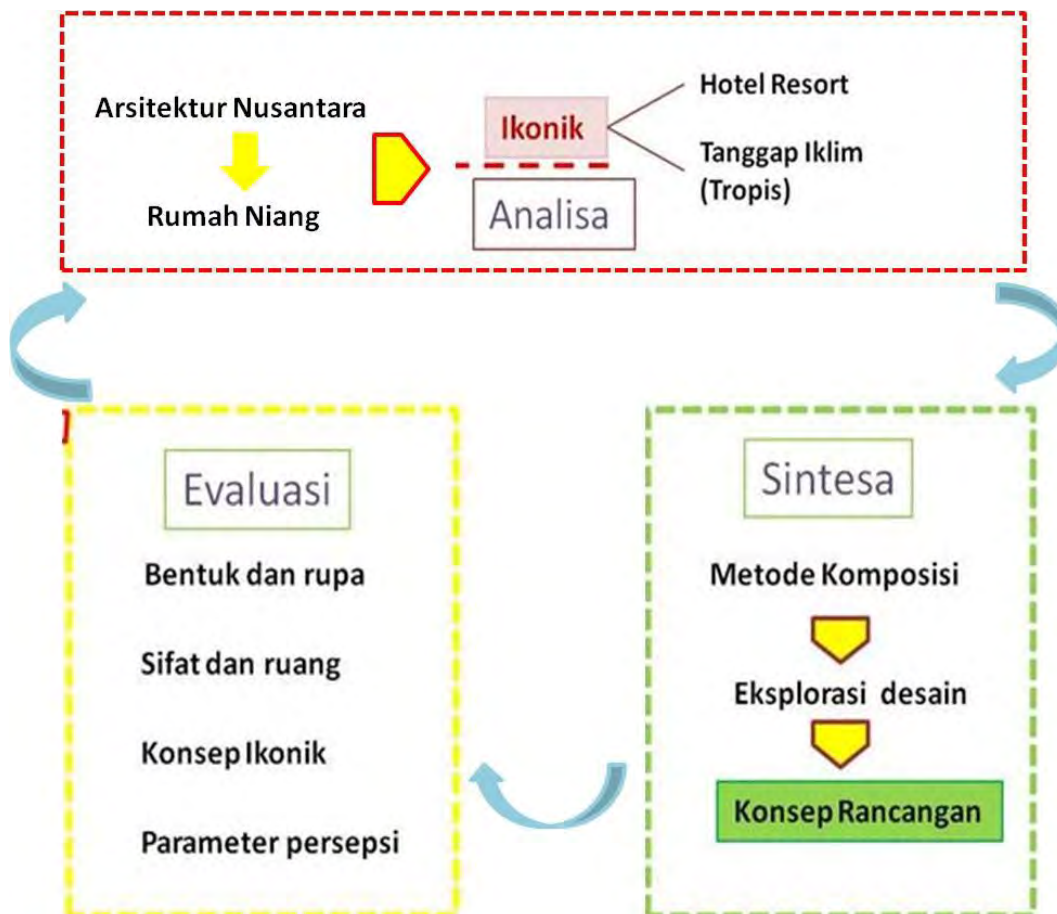 Arsitektur Nusantara
Rumah Niang
Ikonik
Analisa
Hotel Resort
Tanggap Iklim
(Tropis)
Evaluasi
Bentuk dan rupa
Sifat dan ruang
Konsep Ikonik
Parameter persepsi
Sintesa
Metode Komposisi
Eksplorasi desain
Konsep Rancangan